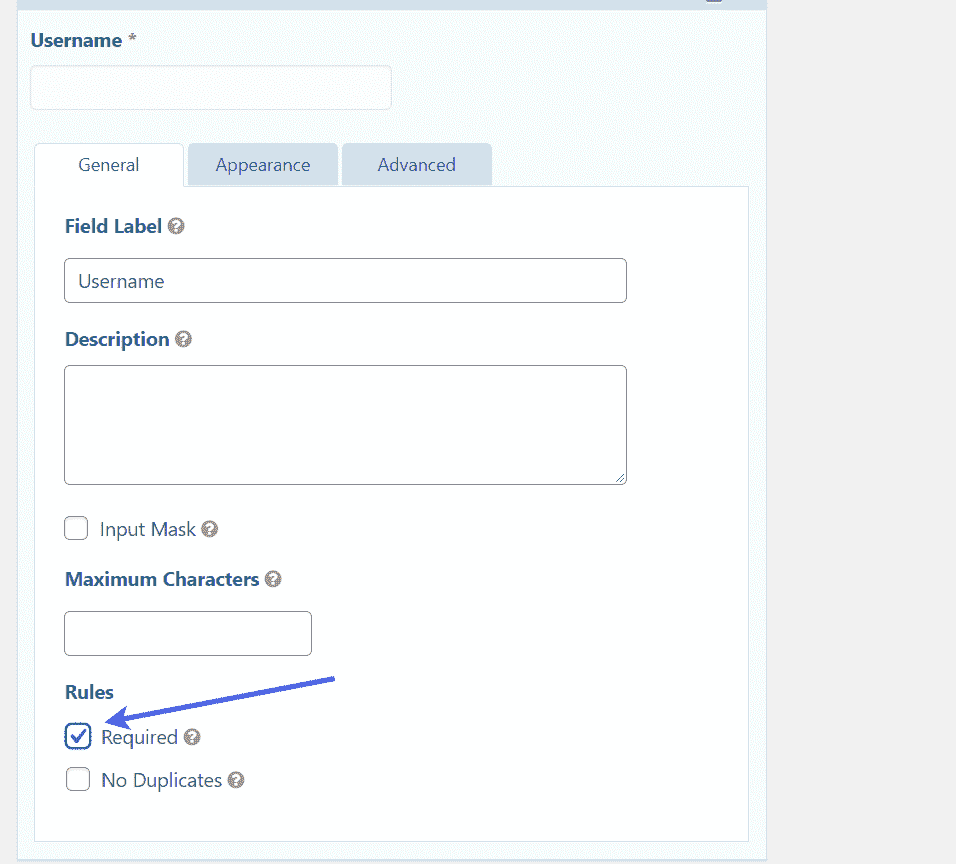 Username *
General Appearance Advanced
Field Label ?
Username
Description ?
Input Mask ?
Maximum Characters ?
Rules
Required ?
No Duplicates ?